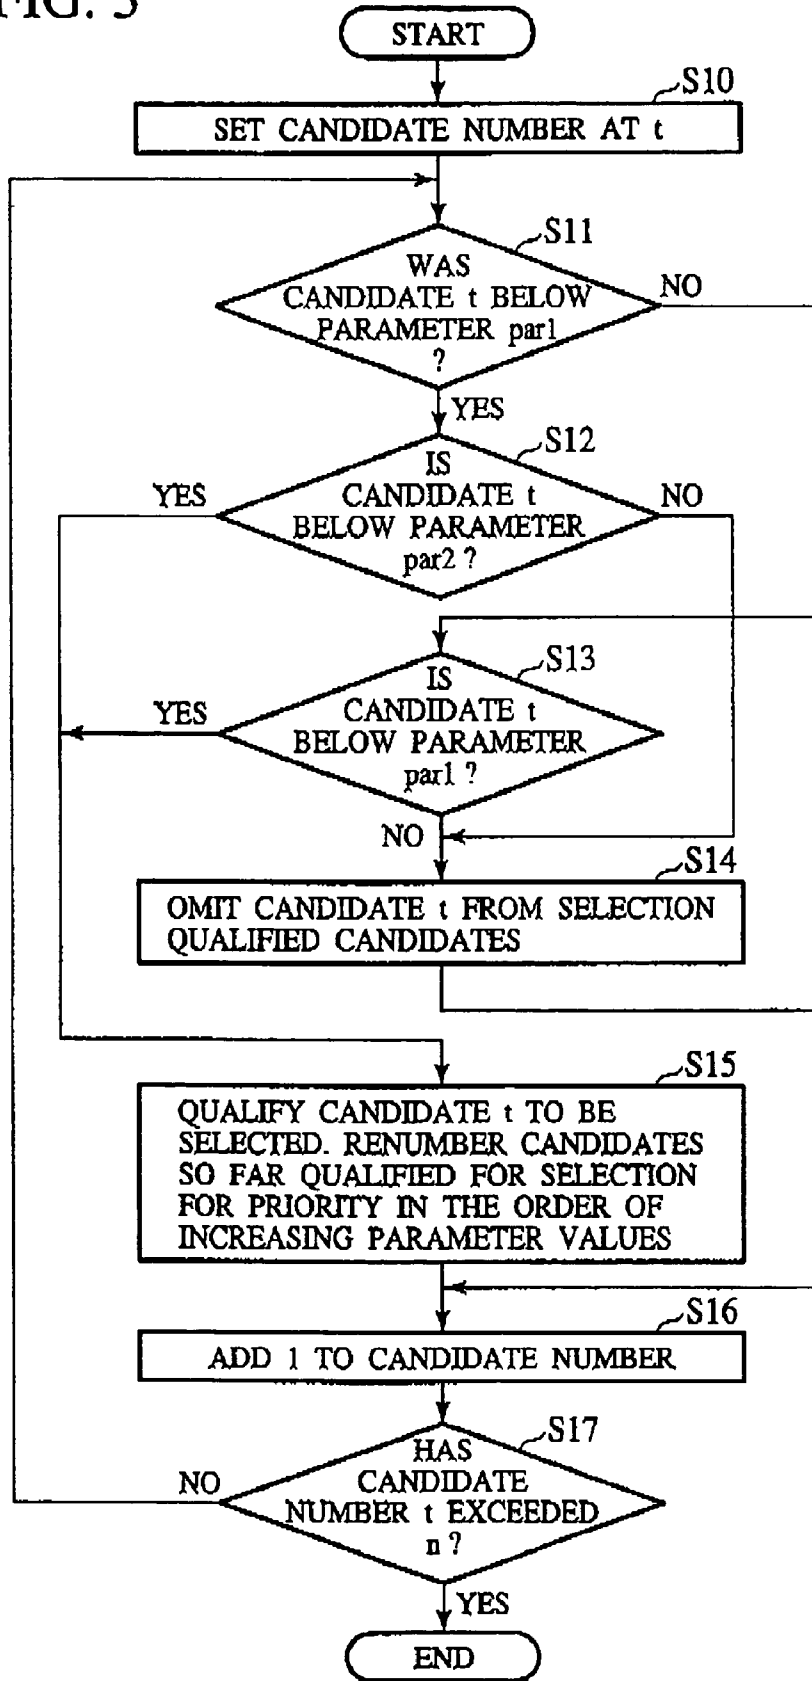 FIG. 5
START
S10
SET CANDIDATE NUMBER AT t
S11
WAS
CANDIDATE t BELOW
PARAMETER par1
?
NO
YES
S12
IS
CANDIDATE t
BELOW PARAMETER
par2 ?
YES
NO
S13
IS
CANDIDATE t
BELOW PARAMETER
par1 ?
YES
NO
S14
OMIT CANDIDATE t FROM SELECTION
QUALIFIED CANDIDATES
S15
QUALIFY CANDIDATE t TO BE
SELECTED. RENUMBER CANDIDATES
SO FAR QUALIFIED FOR SELECTION
FOR PRIORITY IN THE ORDER OF
INCREASING PARAMETER VALUES
S16
ADD 1 TO CANDIDATE NUMBER
S17
HAS
CANDIDATE
NUMBER t EXCEEDED
n ?
NO
YES
END